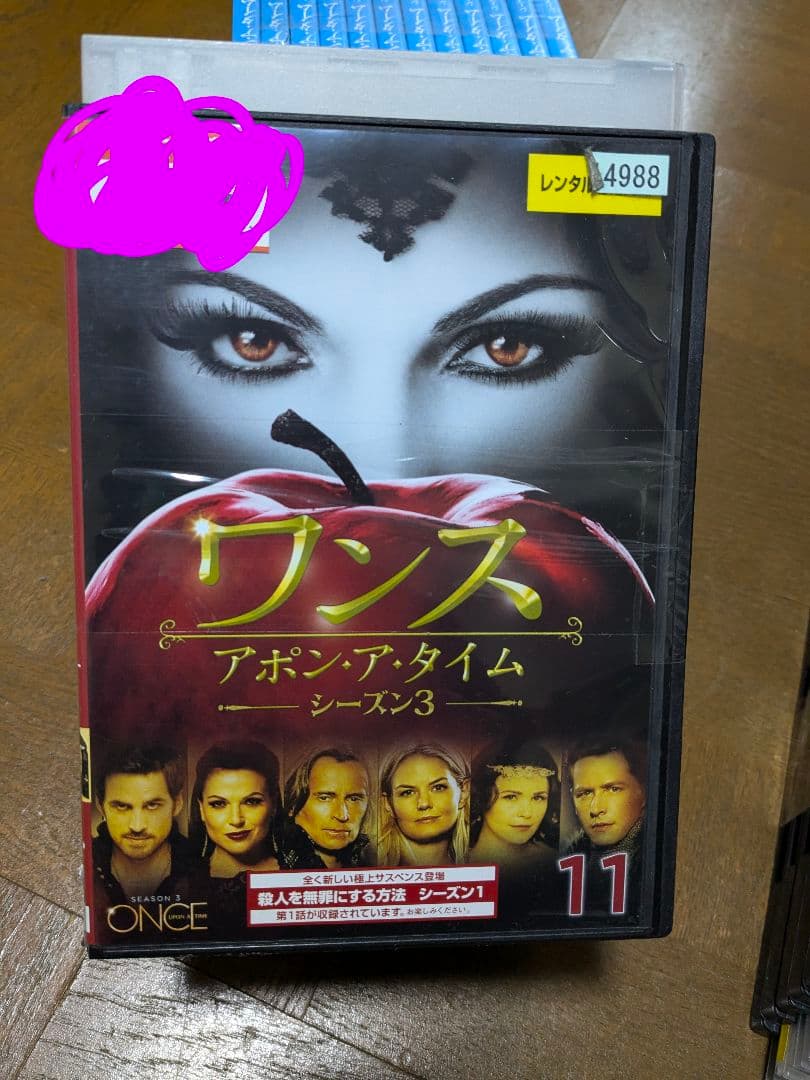 レンタル
4988
ワンス
アポン・ア・タイム
シーズン3
全く新しい極上サスペンス登場
殺人を無罪にする方法 シーズン1
第1話が収録されています。お楽しみください。
11
SEASON 3
ONCE
UPON A TIME